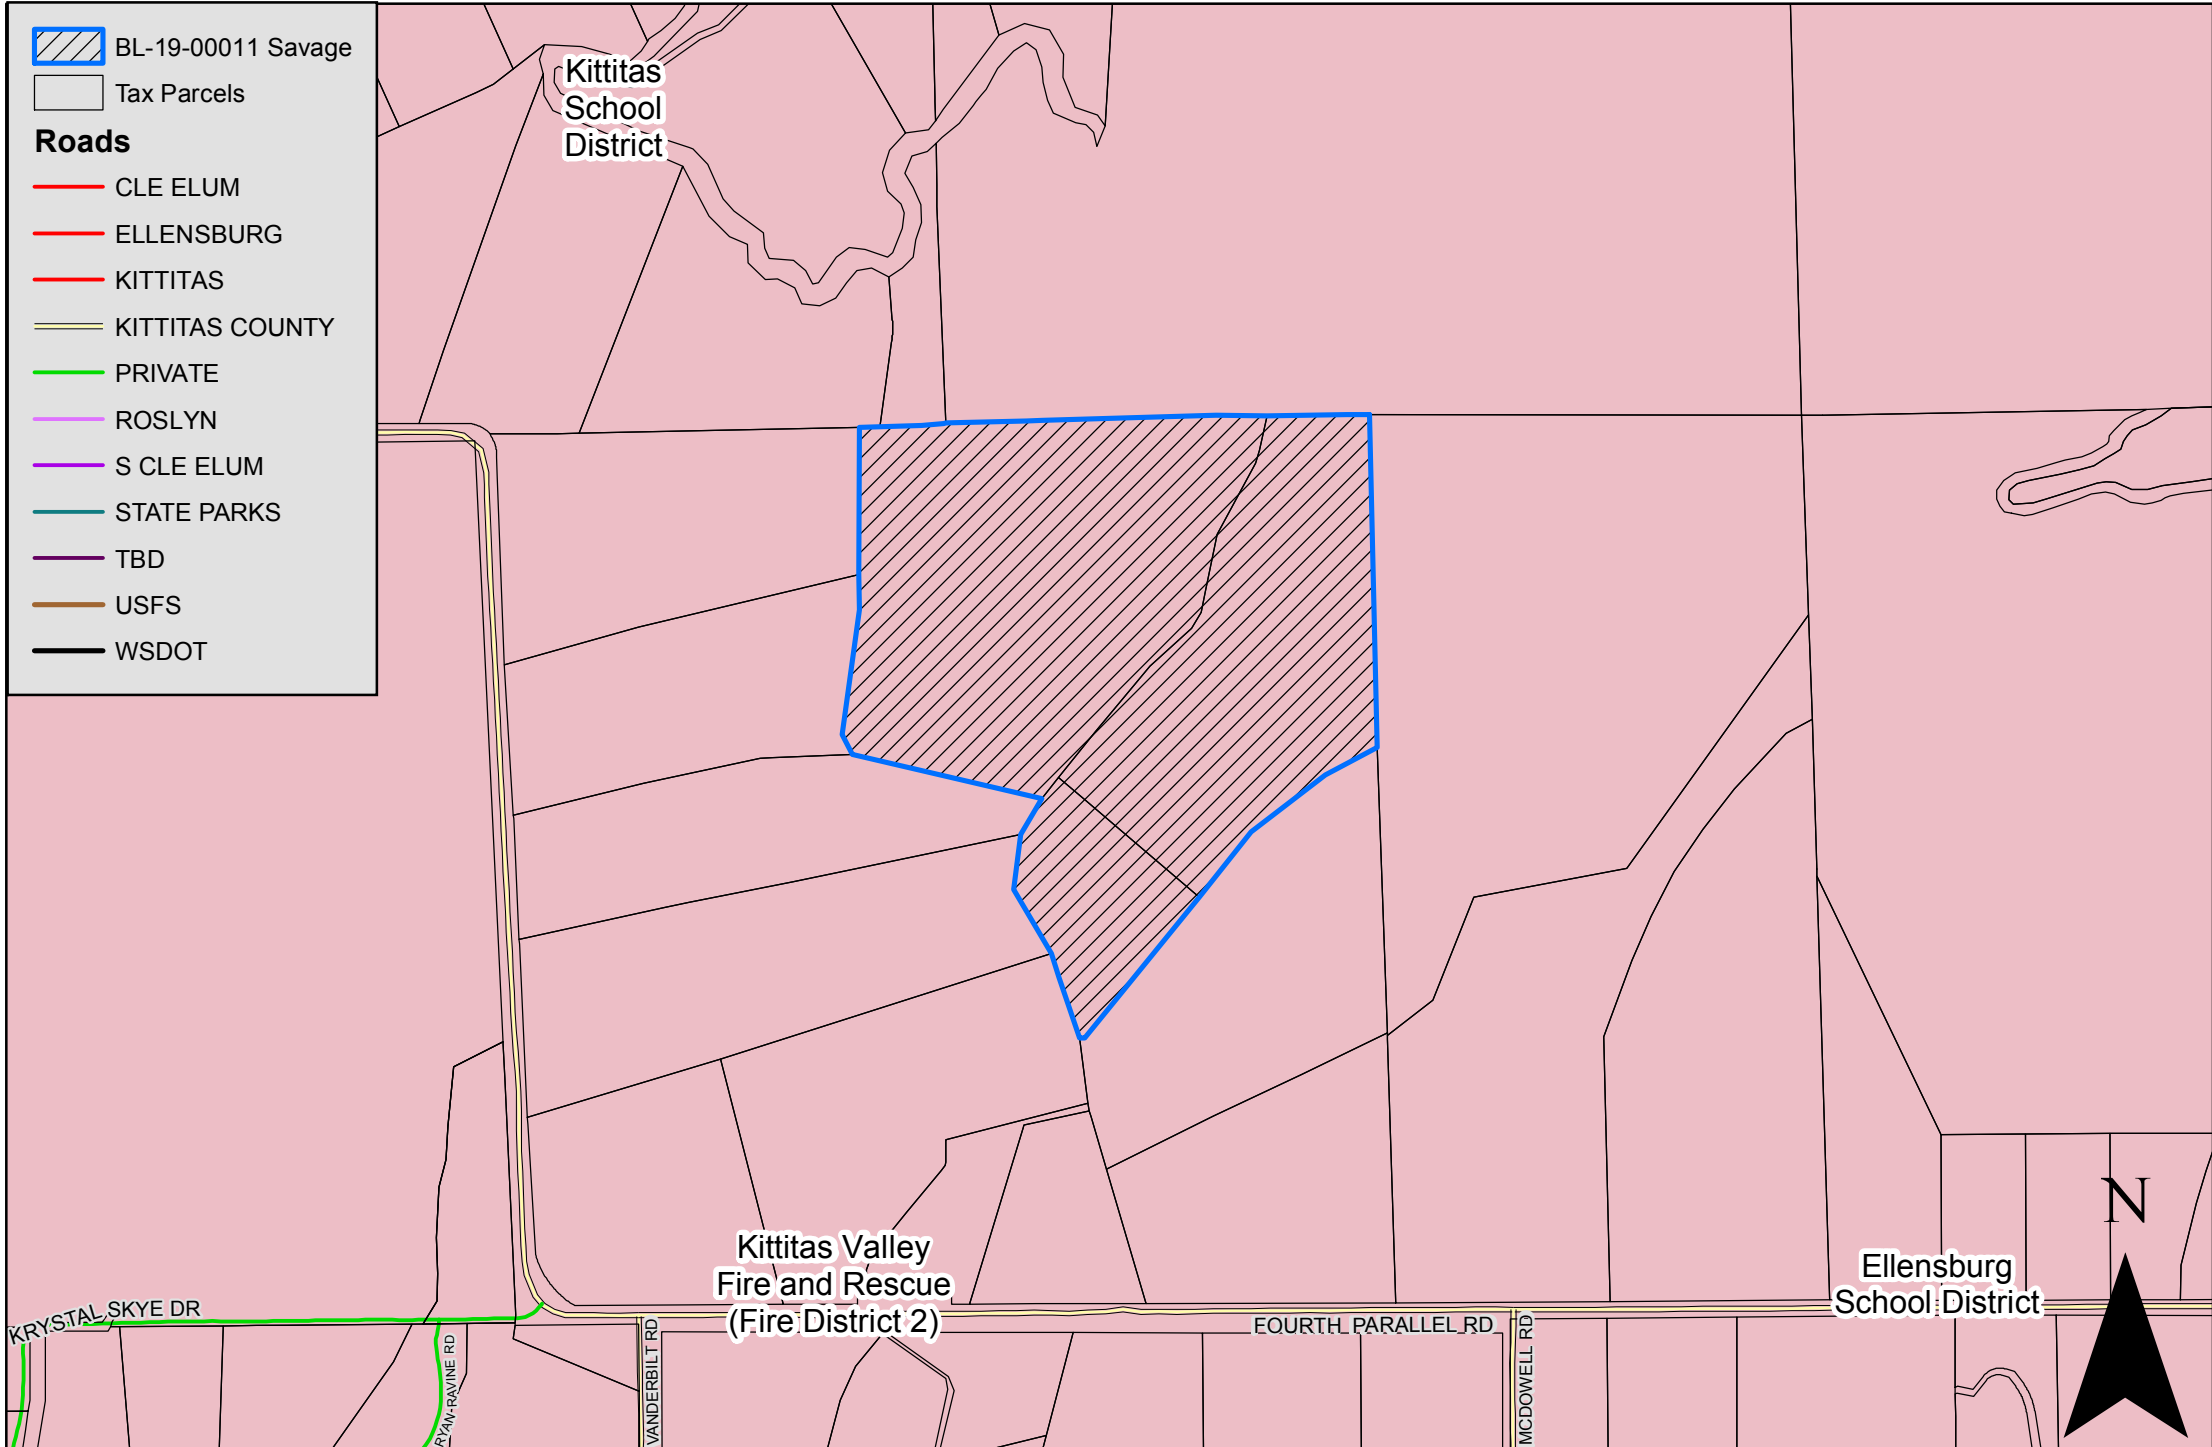 BL-19-00011 Savage
Tax Parcels
Roads
CLE ELUM
ELLENSBURG
KITTITAS
KITTITAS COUNTY
PRIVATE
ROSLYN
S CLE ELUM
STATE PARKS
TBD
USFS
WSDOT
Kittitas
School
District
Kittitas Valley
Fire and Rescue
(Fire District 2)
Ellensburg
School District
N
KRYSTAL SKYE DR
RYAN-RAVINE RD
VANDERBILT RD
FOURTH PARALLEL RD
MCDOWELL RD